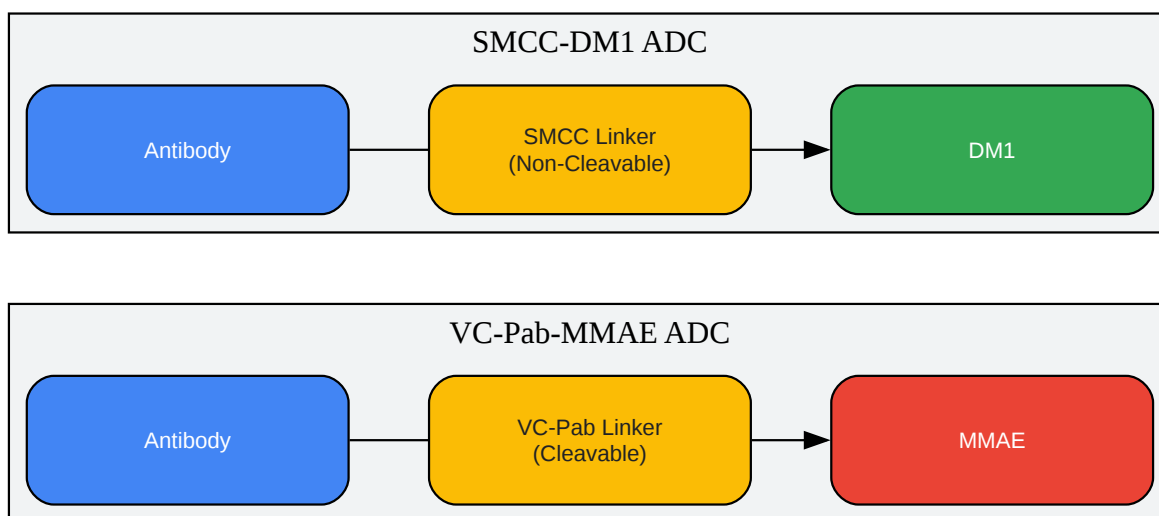 SMCC-DM1 ADC
Antibody
SMCC Linker
(Non-Cleavable)
DM1
VC-Pab-MMAE ADC
Antibody
VC-Pab Linker
(Cleavable)
MMAE